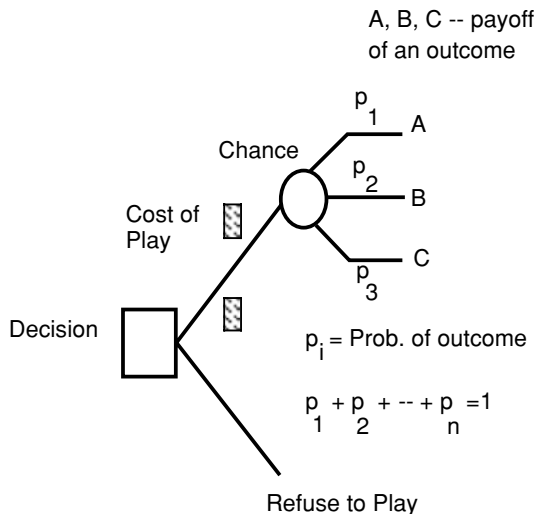 A, B, C -- payoff
of an outcome
p1
A
Chance
p2
B
Cost of
Play
C
p3
Decision
pi = Prob. of outcome
p1 + p2 + -- + pn =1
Refuse to Play